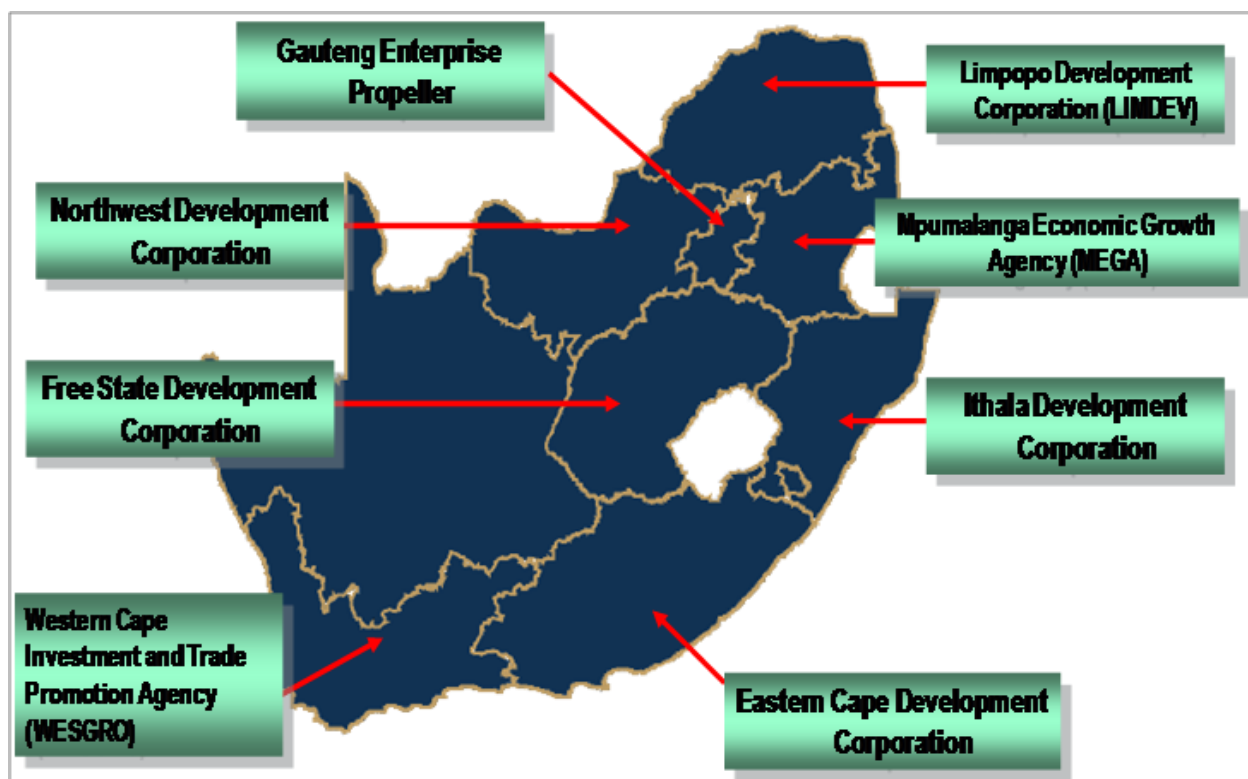 Gauteng Enterprise
Propeller
Limpopo Development
Corporation (LIMDEV)
Northwest Development
Corporation
Mpumalanga Economic Growth
Agency (MEGA)
Free State Development
Corporation
Ithala Development
Corporation
Western Cape
Investment and Trade
Promotion Agency
(WESGRO)
Eastern Cape Development
Corporation